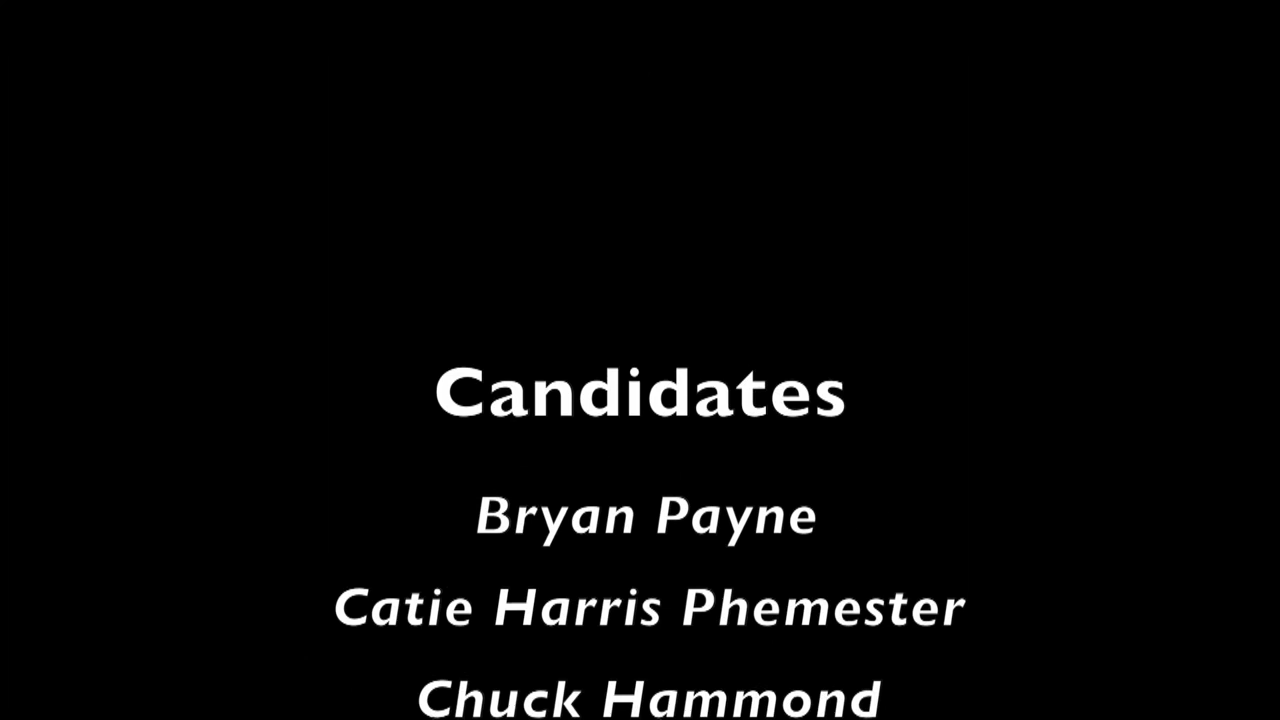 Candidates
Bryan Payne
Catie Harris Phemester
Chuck Hammond